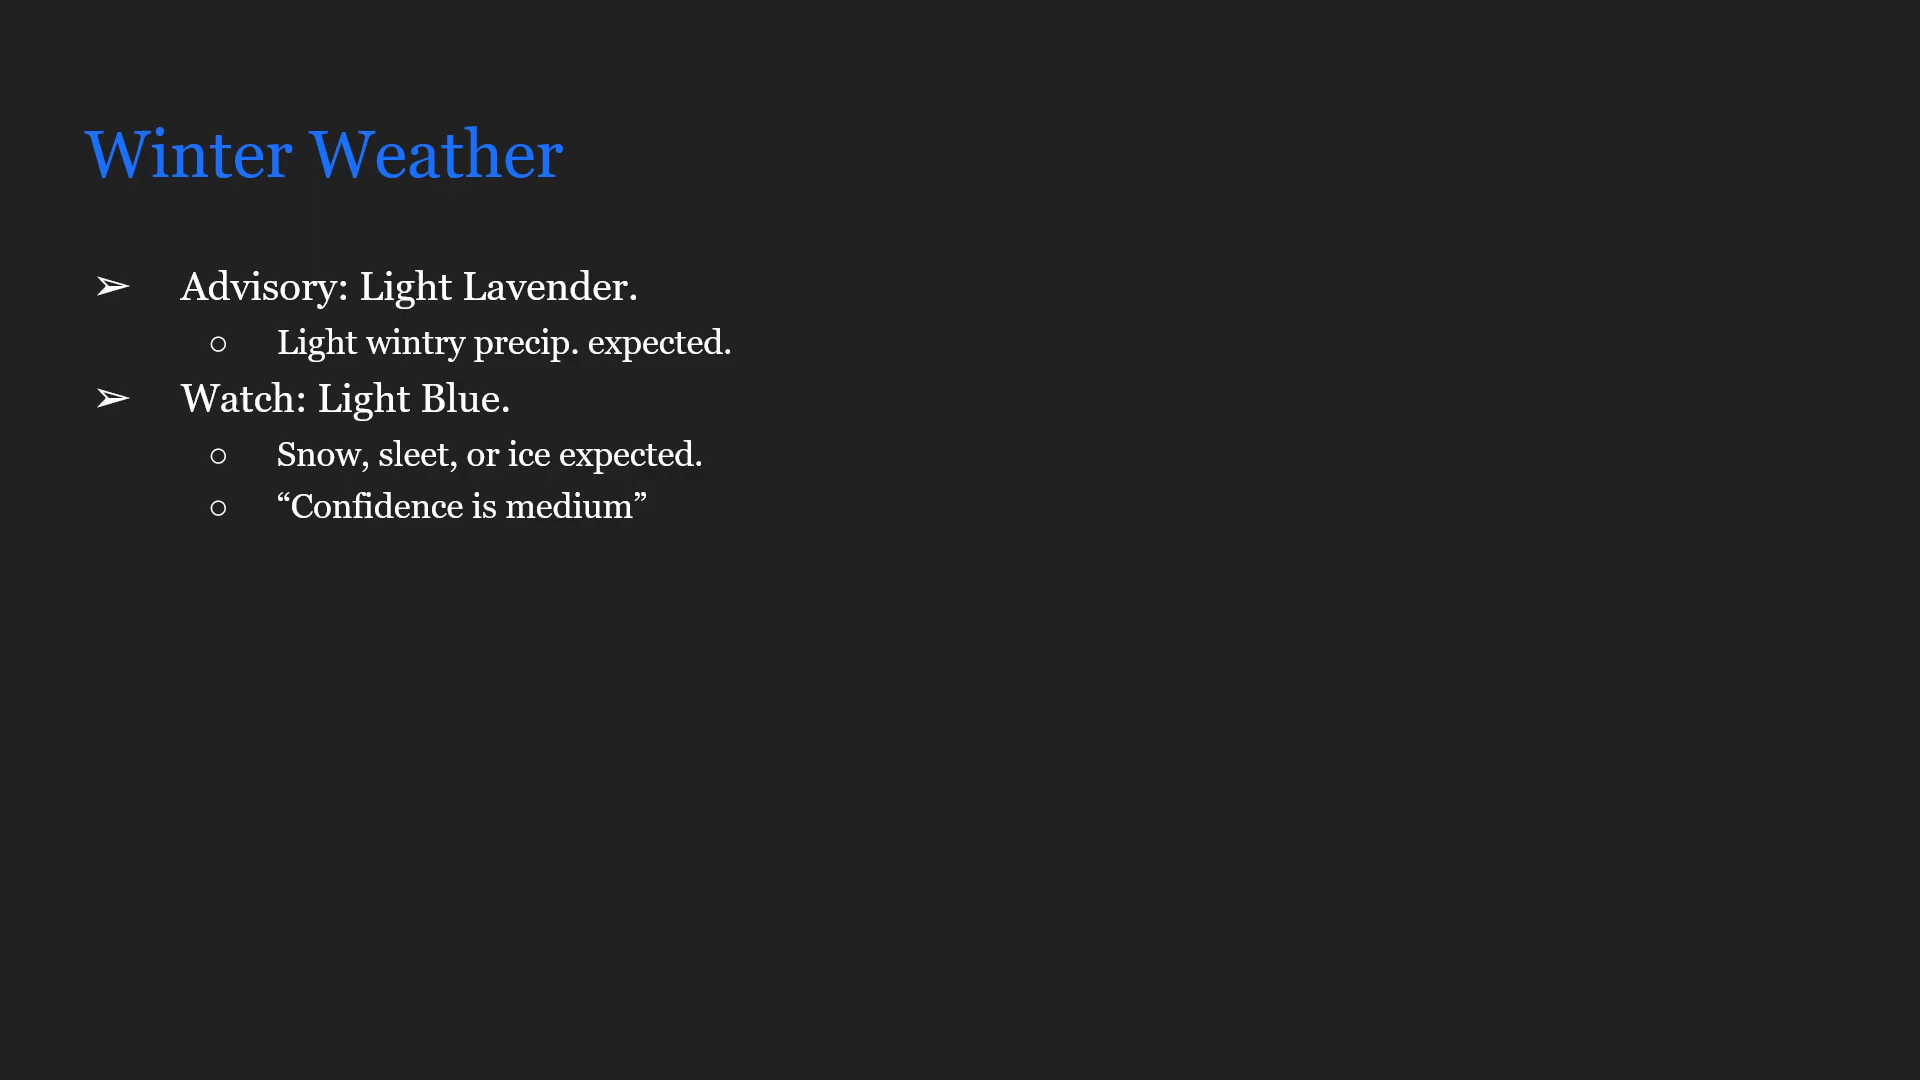 Winter Weather
➢ Advisory: Light Lavender.
○ Light wintry precip. expected.
➢ Watch: Light Blue.
○ Snow, sleet, or ice expected.
○ “Confidence is medium”